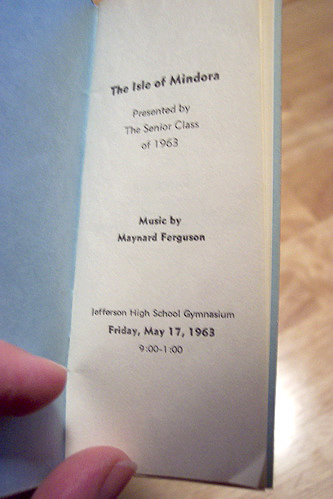 The Isle of Mindora
Presented by
The Senior Class
of 1963
Music by
Maynard Ferguson
Jefferson High School Gymnasium
Friday, May 17, 1963
9:00-1:00